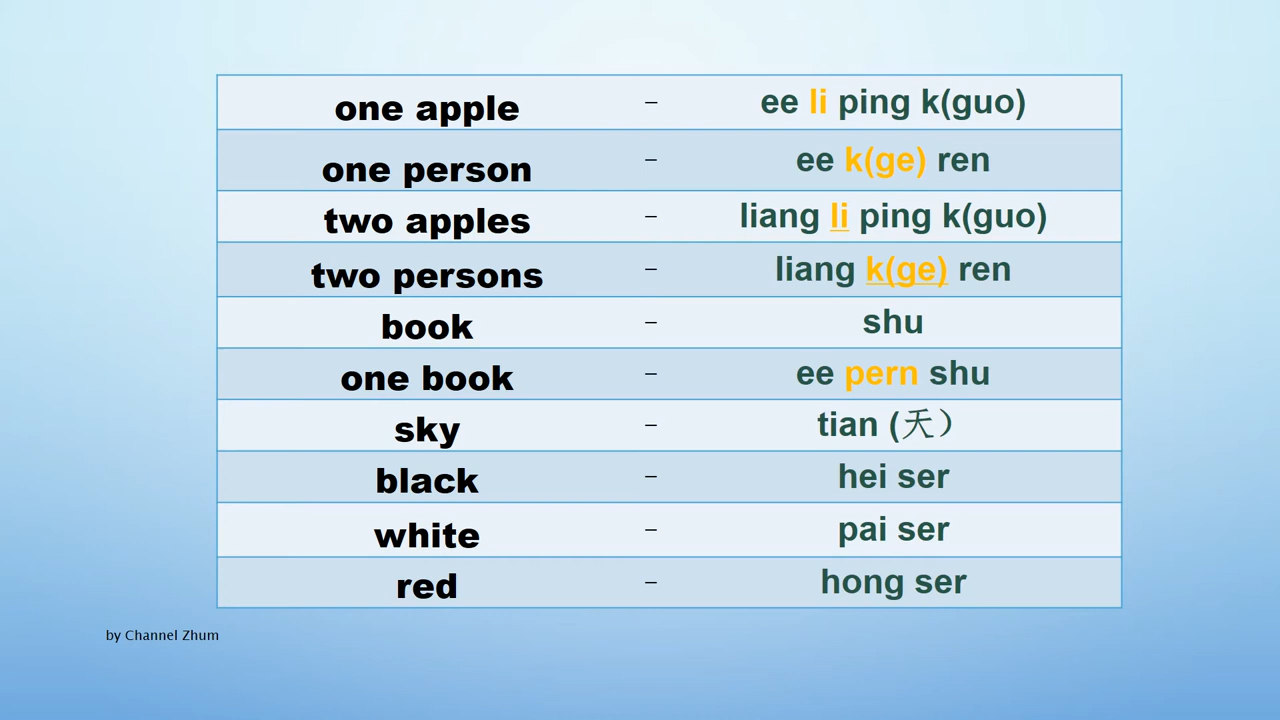 one apple – ee li ping k(guo)
one person – ee k(ge) ren
two apples – liang li ping k(guo)
two persons – liang k(ge) ren
book – shu
one book – ee pern shu
sky – tian (天）
black – hei ser
white – pai ser
red – hong ser
by Channel Zhum